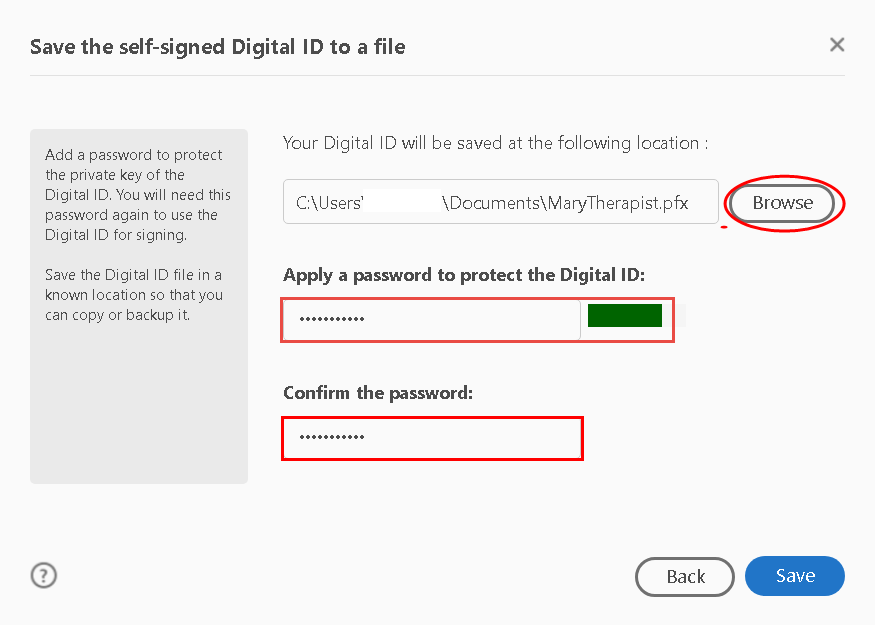 Save the self-signed Digital ID to a file
Add a password to protect
the private key of the
Digital ID. You will need this
password again to use the
Digital ID for signing.
Save the Digital ID file in a
known location so that you
can copy or backup it.
Your Digital ID will be saved at the following location :
C:\Users' \Documents\MaryTherapist.pfx
Browse
Apply a password to protect the Digital ID:
•••••••••••
Confirm the password:
•••••••••••
?
Back
Save